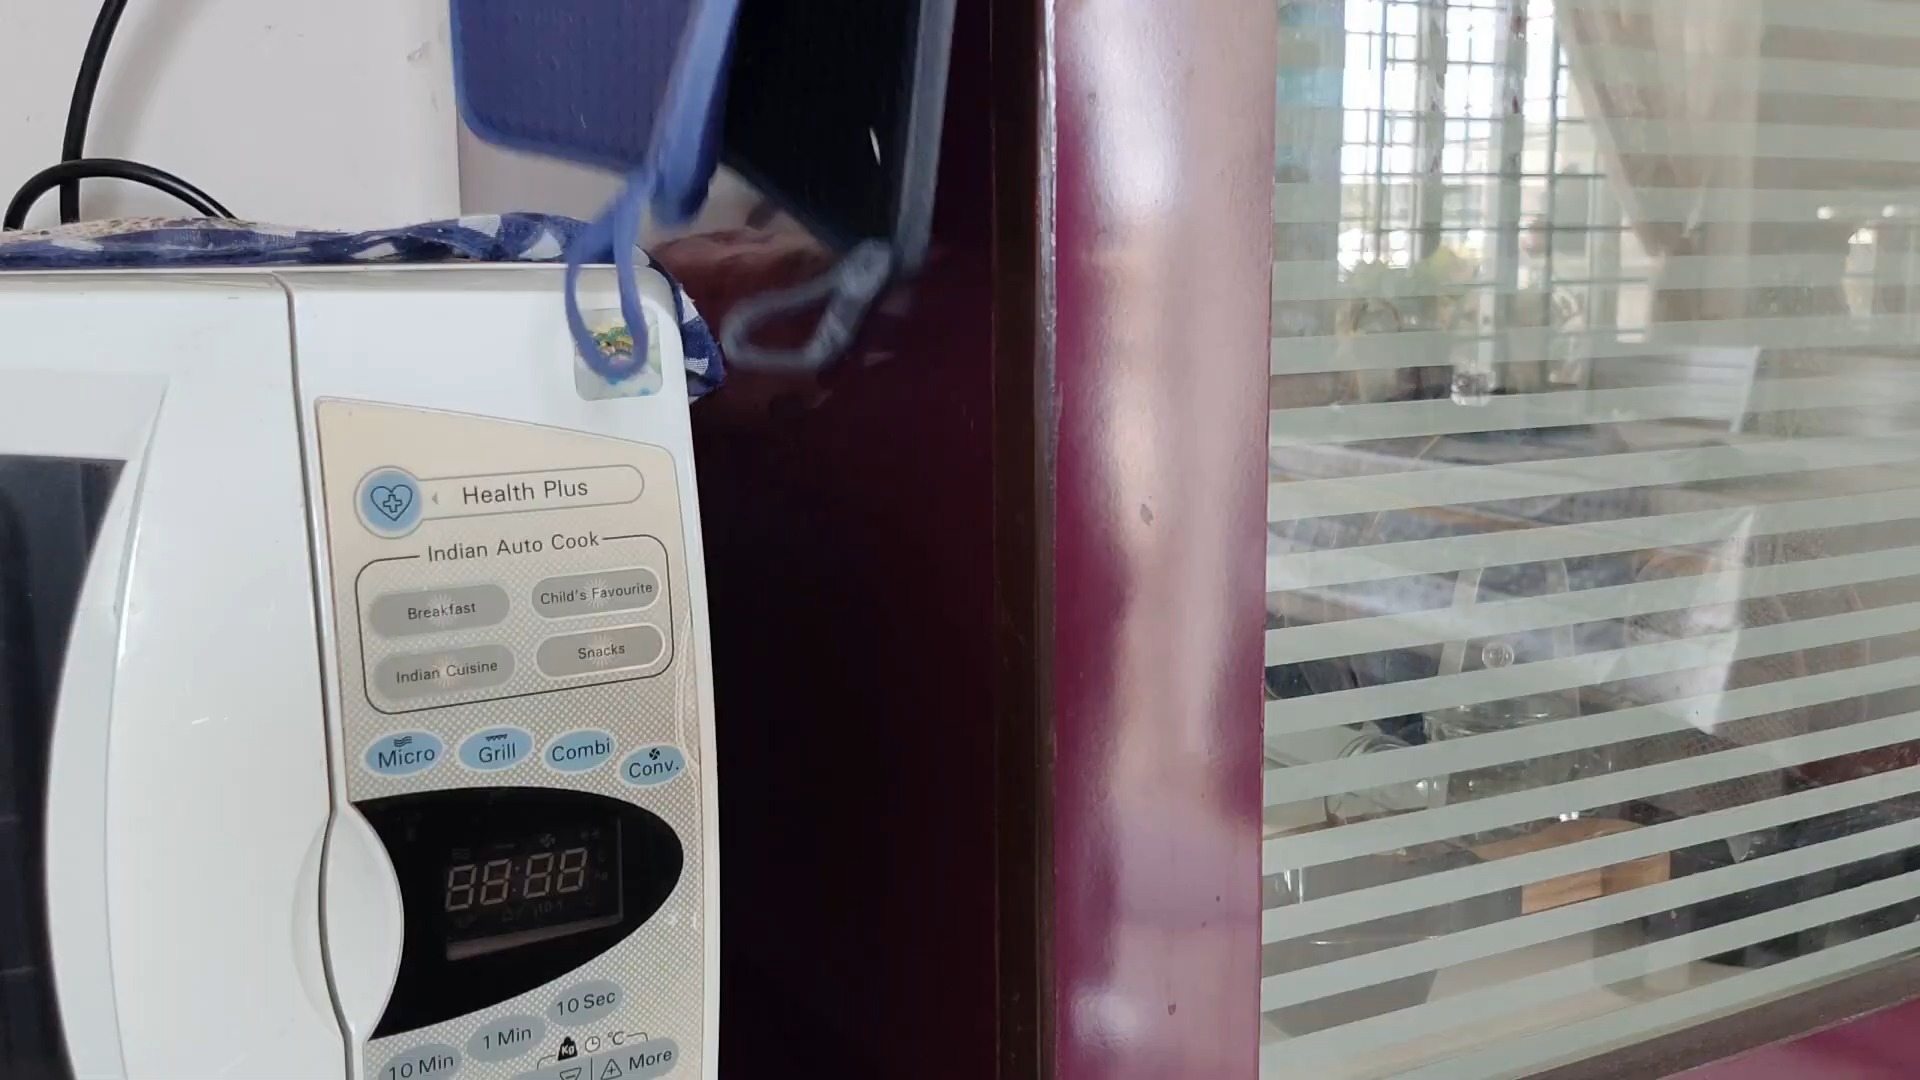 Health Plus
Indian Auto Cook
Breakfast
Child's Favourite
Indian Cuisine
Snacks
Micro
Grill
Combi
Conv.
88:88
10 Sec
1 Min
10 Min
Kg
°C
More